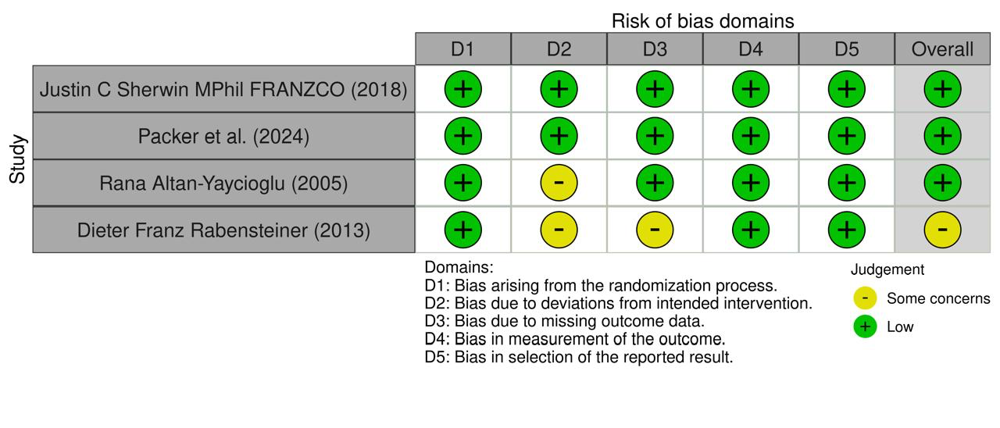 Risk of bias domains
D1 D2 D3 D4 D5 Overall
Study
Justin C Sherwin MPhil FRANZCO (2018) + + + + + +
Packer et al. (2024) + + + + + +
Rana Altan-Yaycioglu (2005) + - + + + +
Dieter Franz Rabensteiner (2013) + - - + + -
Domains:
D1: Bias arising from the randomization process.
D2: Bias due to deviations from intended intervention.
D3: Bias due to missing outcome data.
D4: Bias in measurement of the outcome.
D5: Bias in selection of the reported result.
Judgement
- Some concerns
+ Low